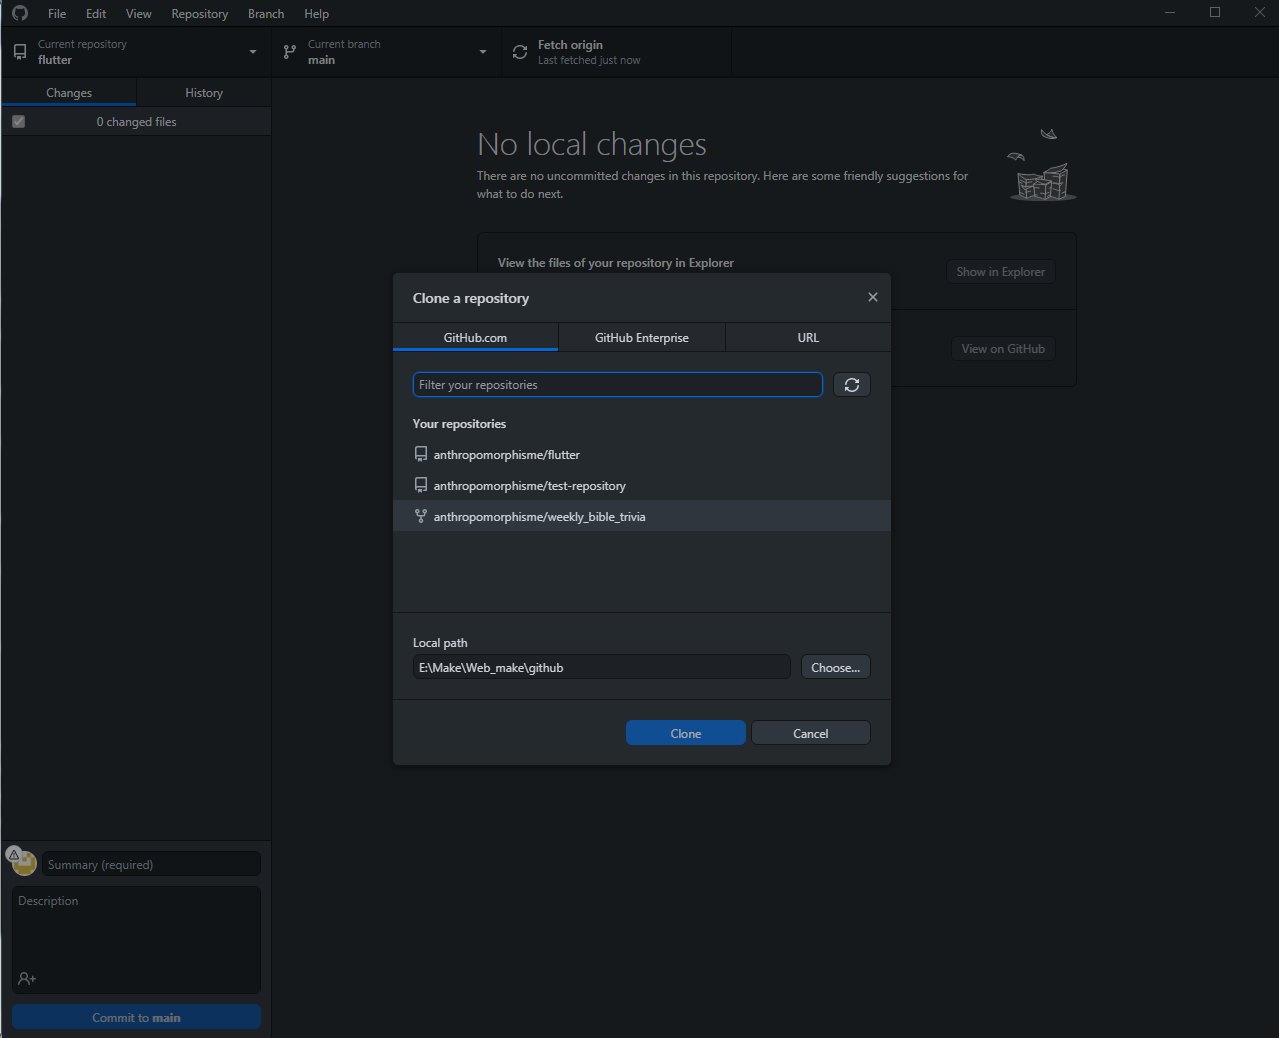 File Edit View Repository Branch Help
Current repository
flutter
Current branch
main
Fetch origin
Last fetched just now
Changes
History
0 changed files
No local changes
There are no uncommitted changes in this repository. Here are some friendly suggestions for
what to do next.
View the files of your repository in Explorer
Show in Explorer
View on GitHub
Clone a repository
GitHub.com
GitHub Enterprise
URL
Filter your repositories
Your repositories
anthropomorphisme/flutter
anthropomorphisme/test-repository
anthropomorphisme/weekly_bible_trivia
Local path
E:\Make\Web_make\github
Choose...
Clone
Cancel
Summary (required)
Description
Commit to main